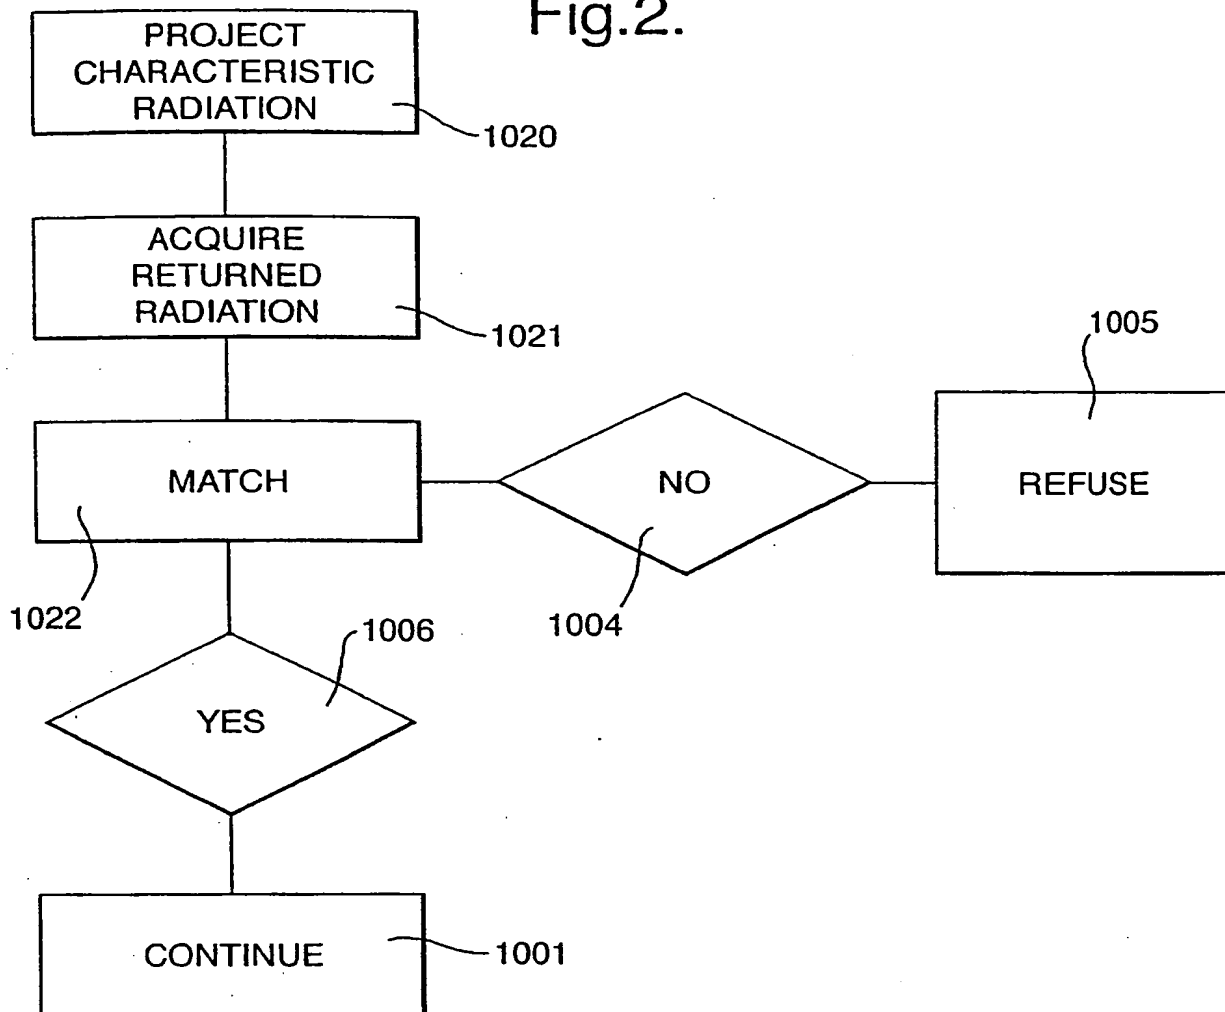 Fig.2.
PROJECT
CHARACTERISTIC
RADIATION
1020
ACQUIRE
RETURNED
RADIATION
1021
1005
MATCH
NO
REFUSE
1022
1004
1006
YES
CONTINUE
1001